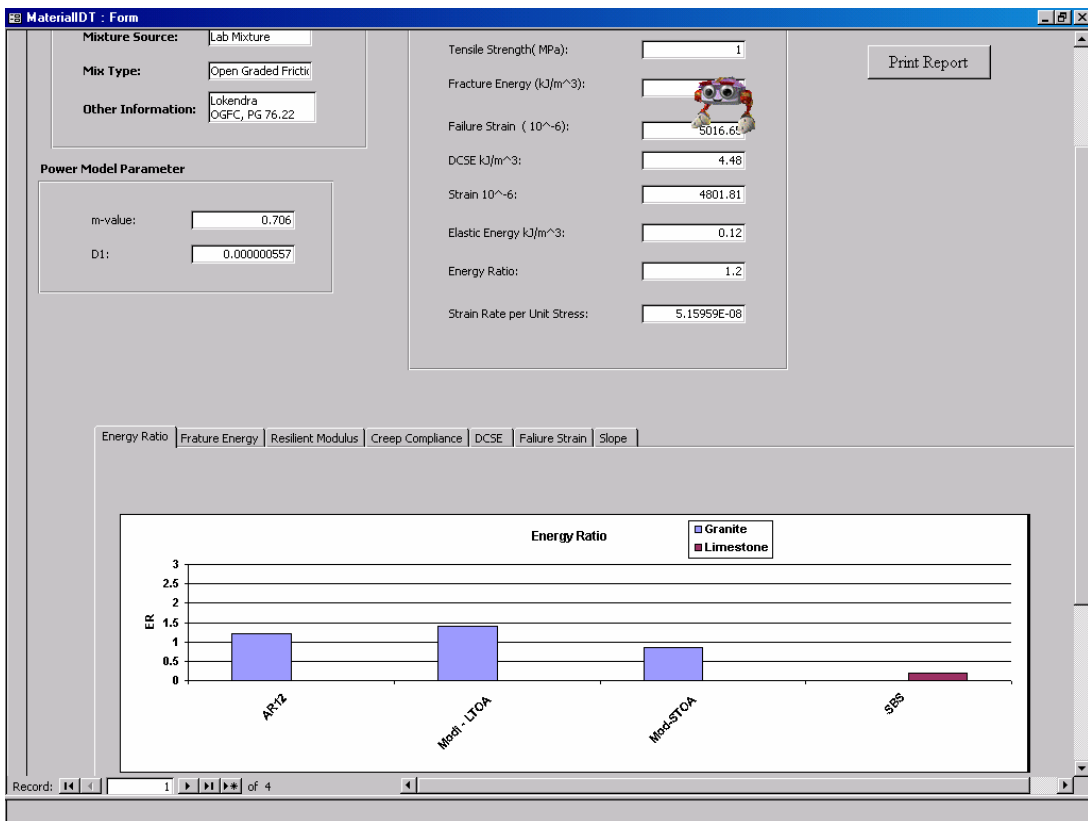 MaterialIDT : Form
Mixture Source: Lab Mixture
Mix Type: Open Graded Frictic
Other Information: Lokendra
OGFC, PG 76.22
Tensile Strength( MPa): 1
Fracture Energy (kJ/m^3):
Failure Strain ( 10^-6): 5016.65
DCSE kJ/m^3: 4.48
Strain 10^-6: 4801.81
Elastic Energy kJ/m^3: 0.12
Energy Ratio: 1.2
Strain Rate per Unit Stress: 5.15959E-08
Print Report
Power Model Parameter
m-value: 0.706
D1: 0.000000557
Energy Ratio Frature Energy Resilient Modulus Creep Compliance DCSE Faliure Strain Slope
Energy Ratio
Granite
Limestone
ER
3
2.5
2
1.5
1
0.5
0
AR12
Modi - LTOA
Mod-STOA
SBS
Record: 1 of 4